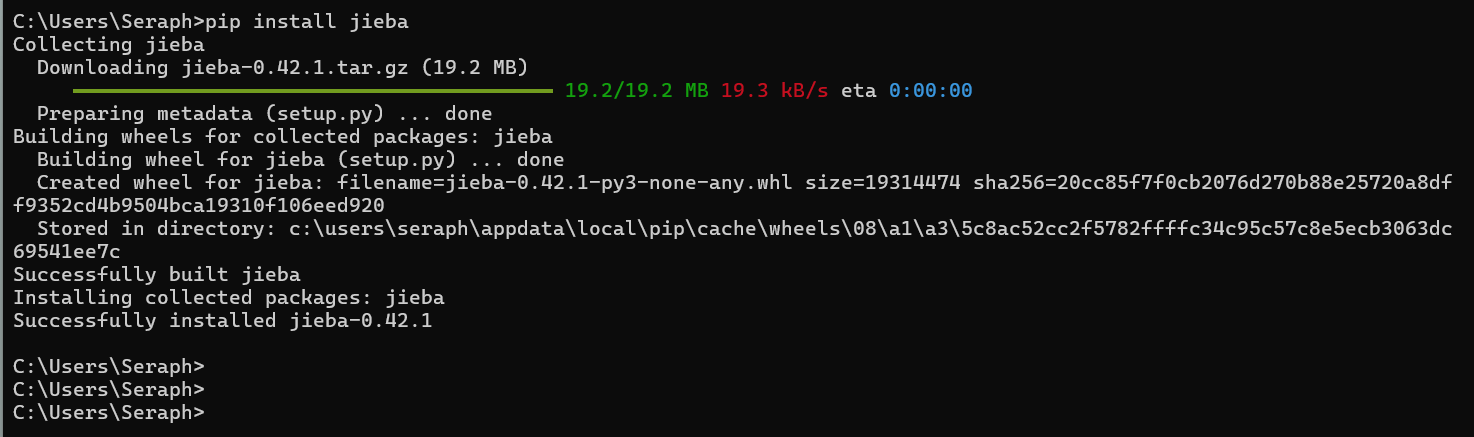 C:\Users\Seraph>pip install jieba
Collecting jieba
  Downloading jieba-0.42.1.tar.gz (19.2 MB)
     19.2/19.2 MB 19.3 kB/s eta 0:00:00
  Preparing metadata (setup.py) ... done
Building wheels for collected packages: jieba
  Building wheel for jieba (setup.py) ... done
  Created wheel for jieba: filename=jieba-0.42.1-py3-none-any.whl size=19314474 sha256=20cc85f7f0cb2076d270b88e25720a8df
f9352cd4b9504bca19310f106eed920
  Stored in directory: c:\users\seraph\appdata\local\pip\cache\wheels\08\a1\a3\5c8ac52cc2f5782ffffc34c95c57c8e5ecb3063dc
69541ee7c
Successfully built jieba
Installing collected packages: jieba
Successfully installed jieba-0.42.1
C:\Users\Seraph>
C:\Users\Seraph>
C:\Users\Seraph>